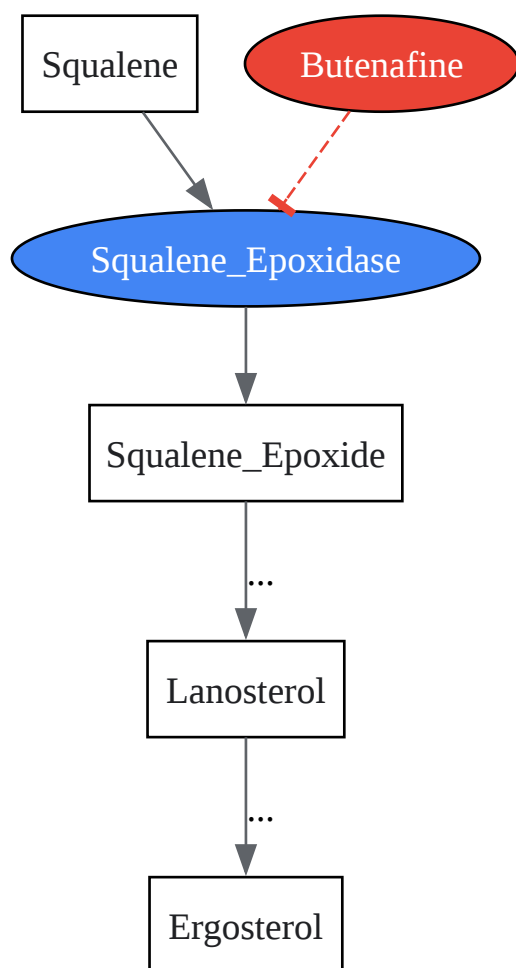 Squalene
Butenafine
Squalene_Epoxidase
Squalene_Epoxide
...
Lanosterol
...
Ergosterol